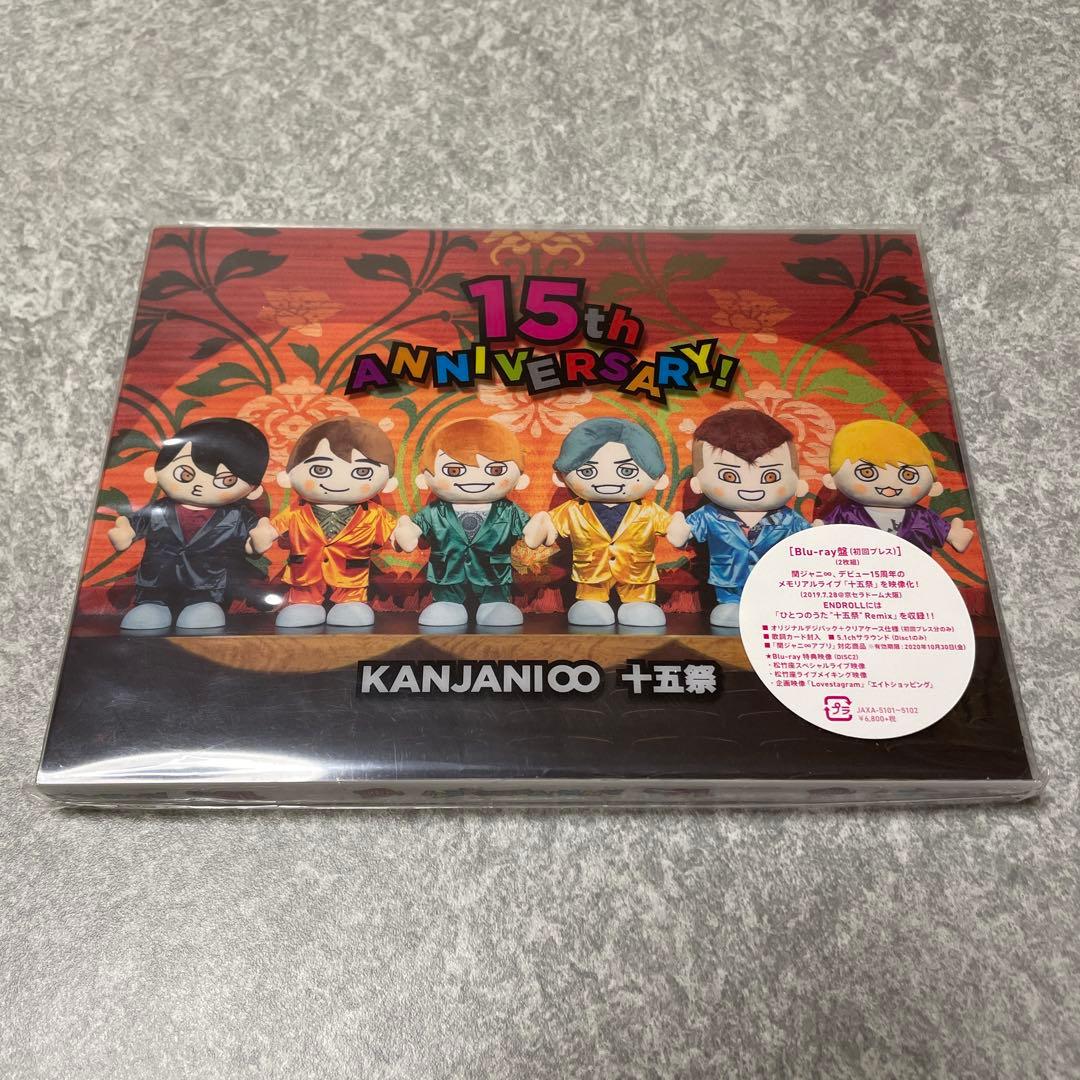 15th
ANNIVERSARY!
KANJANI∞ 十五祭
[Blu-ray盤(初回プレス)]
(2枚組)
関ジャニ∞、デビュー15周年の
メモリアルライブ「十五祭」を映像化!
(2019.7.28@京セラドーム大阪)
ENDROLLには
「ひとつのうた"十五祭"Remix」を収録!!
■ オリジナルデジパック+クリアケース仕様(初回プレス分のみ)
■ 歌詞カード封入 ■ 5.1chサラウンド(Disc1のみ)
■「関ジャニ∞アプリ」対応商品 ※有効期限:2020年10月30日(金)
★Blu-ray 特典映像(DISC2)
・松竹座スペシャルライブ映像
・松竹座ライブメイキング映像
・企画映像『Lovestagram』『エイトショッピング』
プラ
JAXA-5101~5102
¥6,800+税